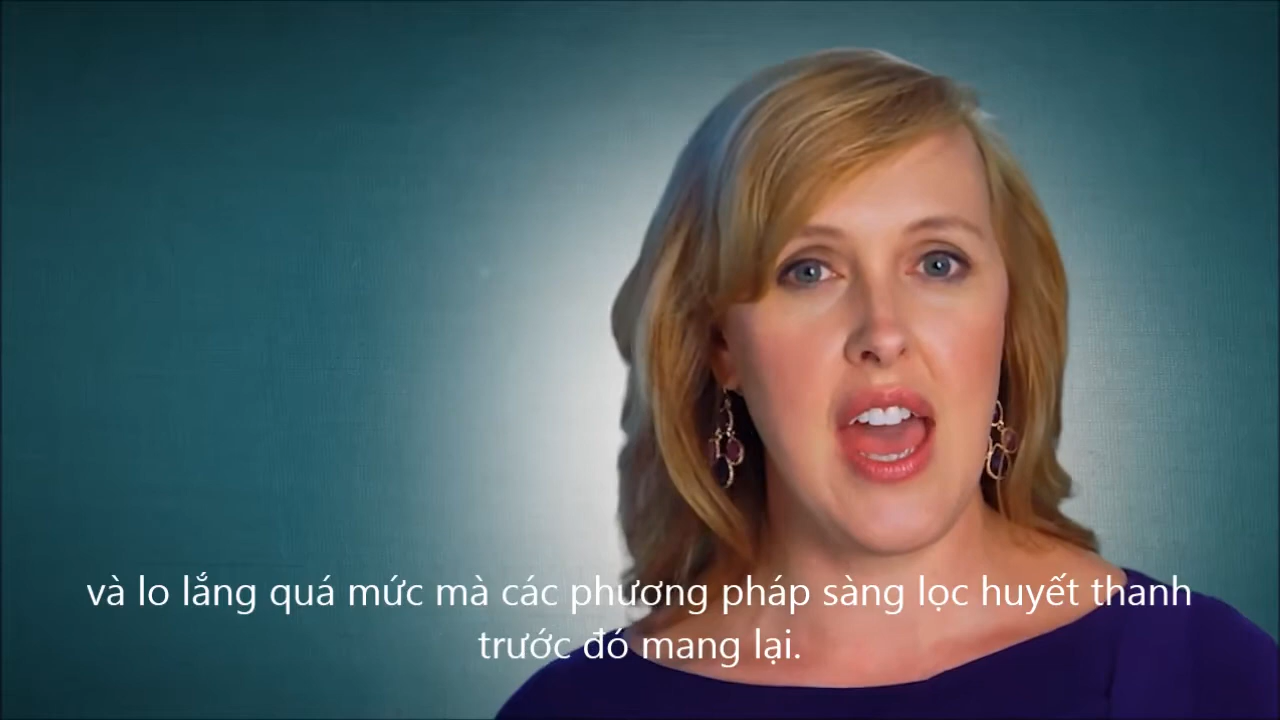 và lo lắng quá mức mà các phương pháp sàng lọc huyết thanh
trước đó mang lại.